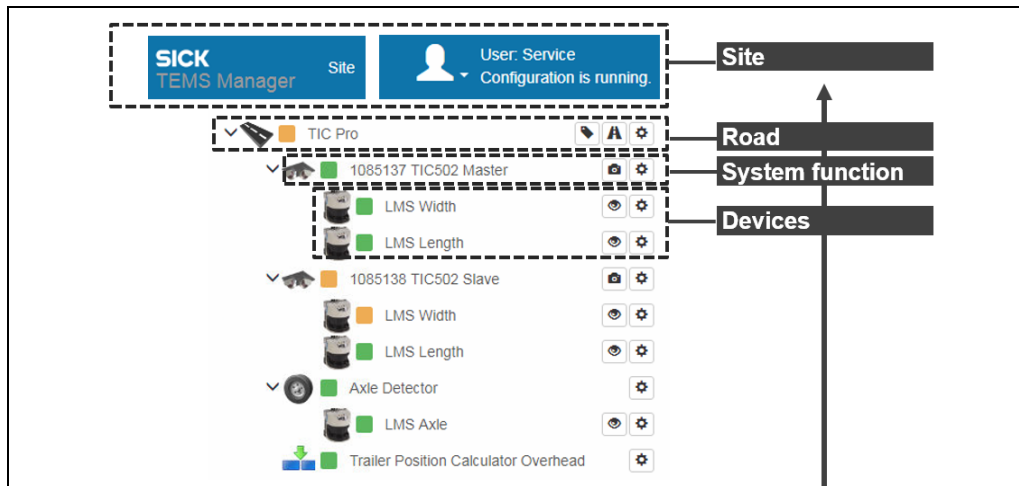 SICK
TEMS Manager
Site
User: Service
Configuration is running.
Site
TIC Pro
Road
1085137 TIC502 Master
System function
LMS Width
Devices
LMS Length
1085138 TIC502 Slave
LMS Width
LMS Length
Axle Detector
LMS Axle
Trailer Position Calculator Overhead